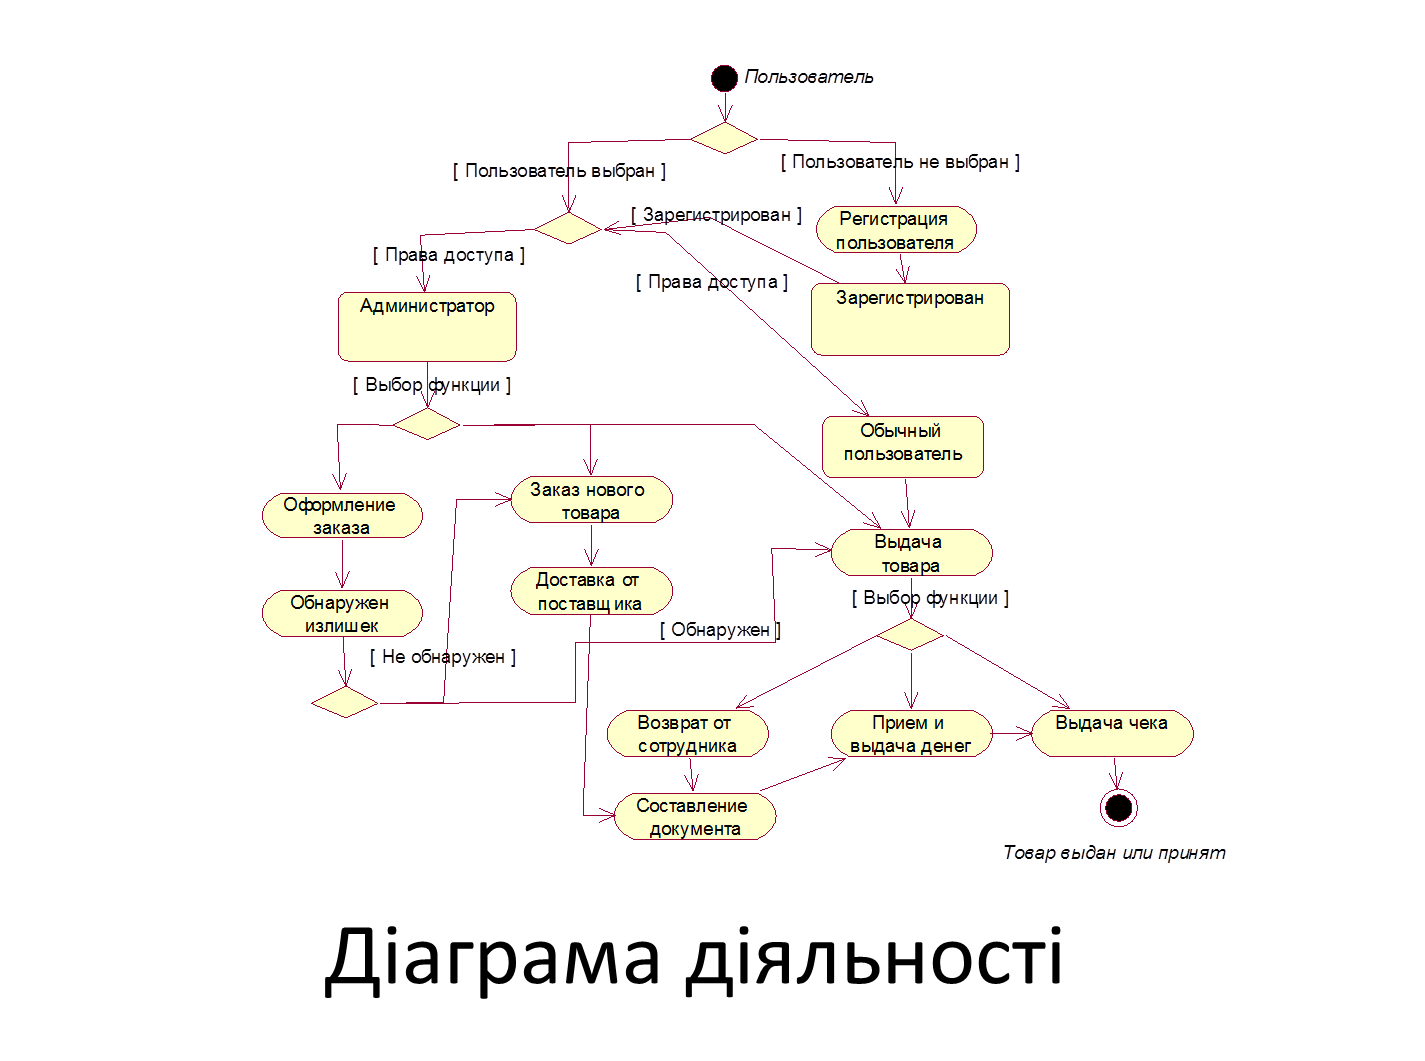 Пользователь
[ Пользователь выбран ]
[ Пользователь не выбран ]
[ Зарегистрирован ]
Регистрация
пользователя
[ Права доступа ]
[ Права доступа ]
Администратор
Зарегистрирован
[ Выбор функции ]
Обычный
пользователь
Оформление
заказа
Заказ нового
товара
Выдача
товара
Обнаружен
излишек
Доставка от
поставщика
[ Выбор функции ]
[ Обнаружен ]
[ Не обнаружен ]
Возврат от
сотрудника
Прием и
выдача денег
Выдача чека
Составление
документа
Товар выдан или принят
Діаграма діяльності